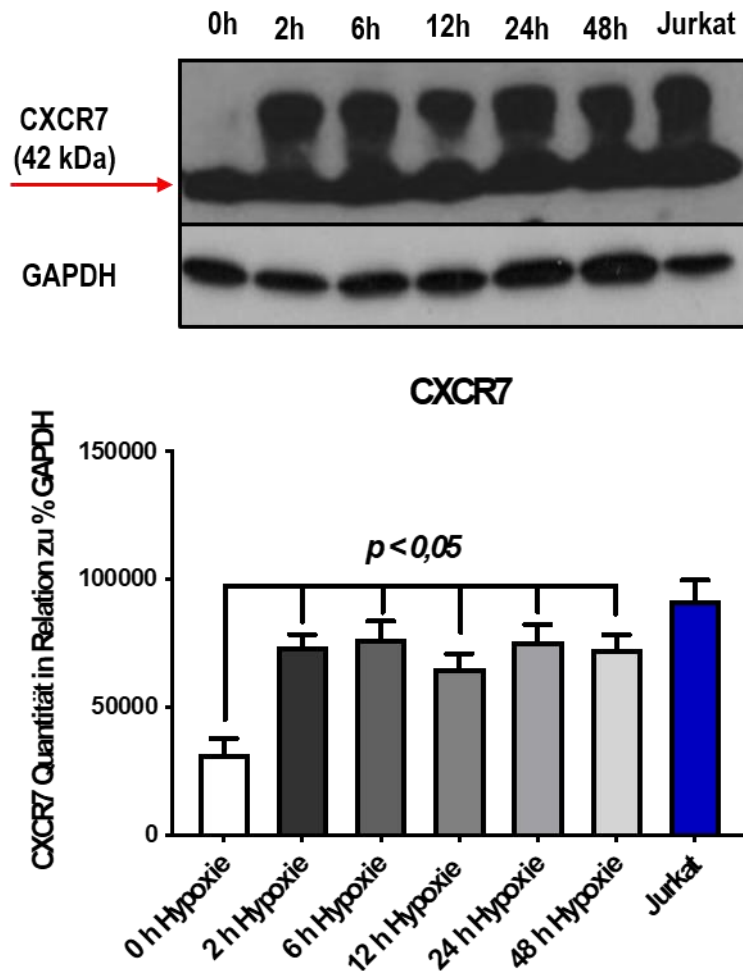 0h 2h 6h 12h 24h 48h Jurkat
CXCR7
(42 kDa)
GAPDH
CXCR7
CXCR7 Quantität in Relation zu % GAPDH
150000
100000
50000
0
p < 0,05
0 h Hypoxie
2 h Hypoxie
6 h Hypoxie
12 h Hypoxie
24 h Hypoxie
48 h Hypoxie
Jurkat